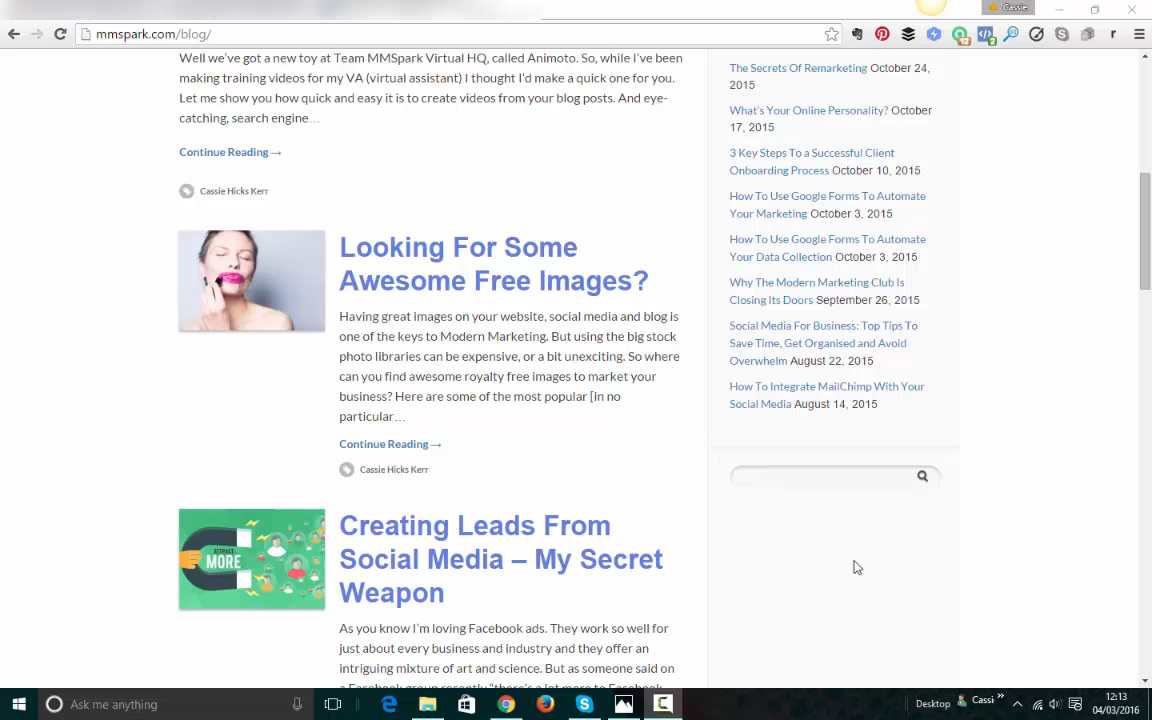 Cassie
mmspark.com/blog/
12
2
Well we've got a new toy at Team MMSpark Virtual HQ, called Animoto. So, while I've been
making training videos for my VA (virtual assistant) I thought I'd make a quick one for you.
Let me show you how quick and easy it is to create videos from your blog posts. And eye-
catching, search engine…
Continue Reading →
Cassie Hicks Kerr
Looking For Some
Awesome Free Images?
Having great images on your website, social media and blog is
one of the keys to Modern Marketing. But using the big stock
photo libraries can be expensive, or a bit unexciting. So where
can you find awesome royalty free images to market your
business? Here are some of the most popular [in no
particular…
Continue Reading →
Cassie Hicks Kerr
ATTRACT
MORE
Creating Leads From
Social Media – My Secret
Weapon
As you know I'm loving Facebook ads. They work so well for
just about every business and industry and they offer an
intriguing mixture of art and science. But as someone said on
a Facebook group recently "there's a lot more to Facebook
The Secrets Of Remarketing October 24,
2015
What's Your Online Personality? October
17, 2015
3 Key Steps To a Successful Client
Onboarding Process October 10, 2015
How To Use Google Forms To Automate
Your Marketing October 3, 2015
How To Use Google Forms To Automate
Your Data Collection October 3, 2015
Why The Modern Marketing Club Is
Closing Its Doors September 26, 2015
Social Media For Business: Top Tips To
Save Time, Get Organised and Avoid
Overwhelm August 22, 2015
How To Integrate MailChimp With Your
Social Media August 14, 2015
Ask me anything
Desktop
Cassi
12:13
04/03/2016